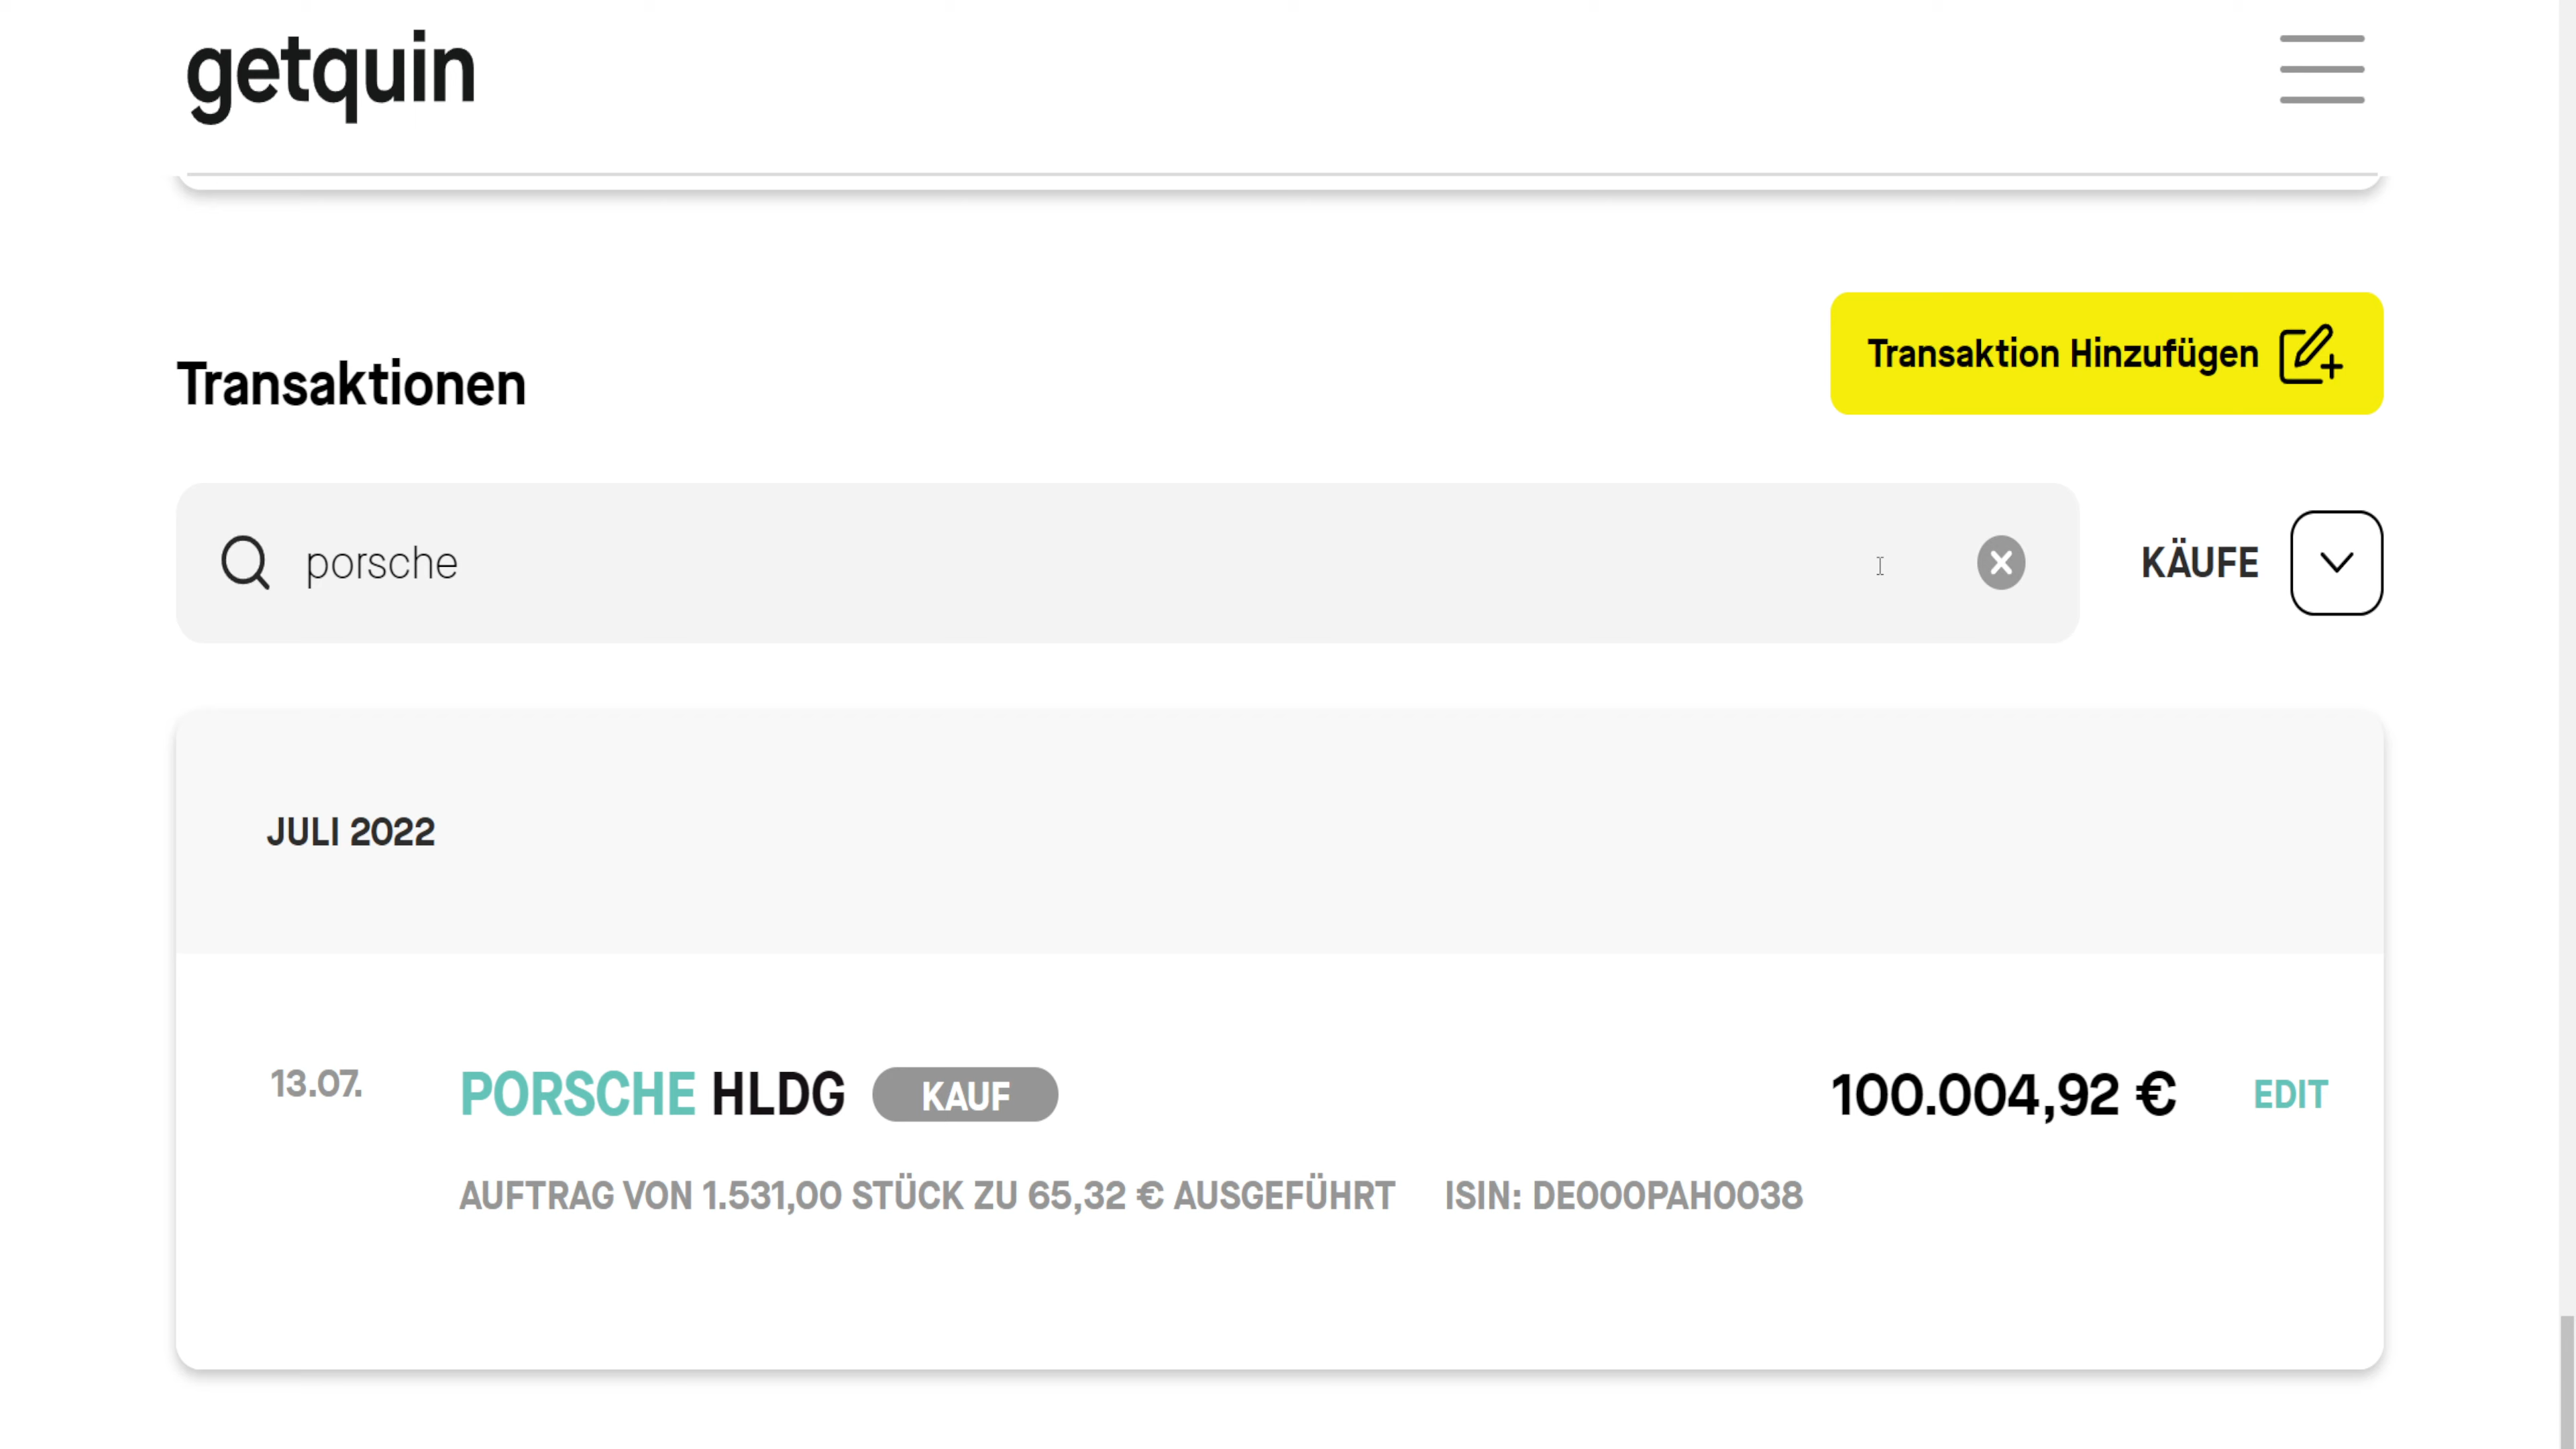 getquin
Transaktion Hinzufügen
Transaktionen
porsche
KÄUFE
JULI 2022
13.07. PORSCHE HLDG KAUF 100.004,92 € EDIT
AUFTRAG VON 1.531,00 STÜCK ZU 65,32 € AUSGEFÜHRT ISIN: DE000PAH0038